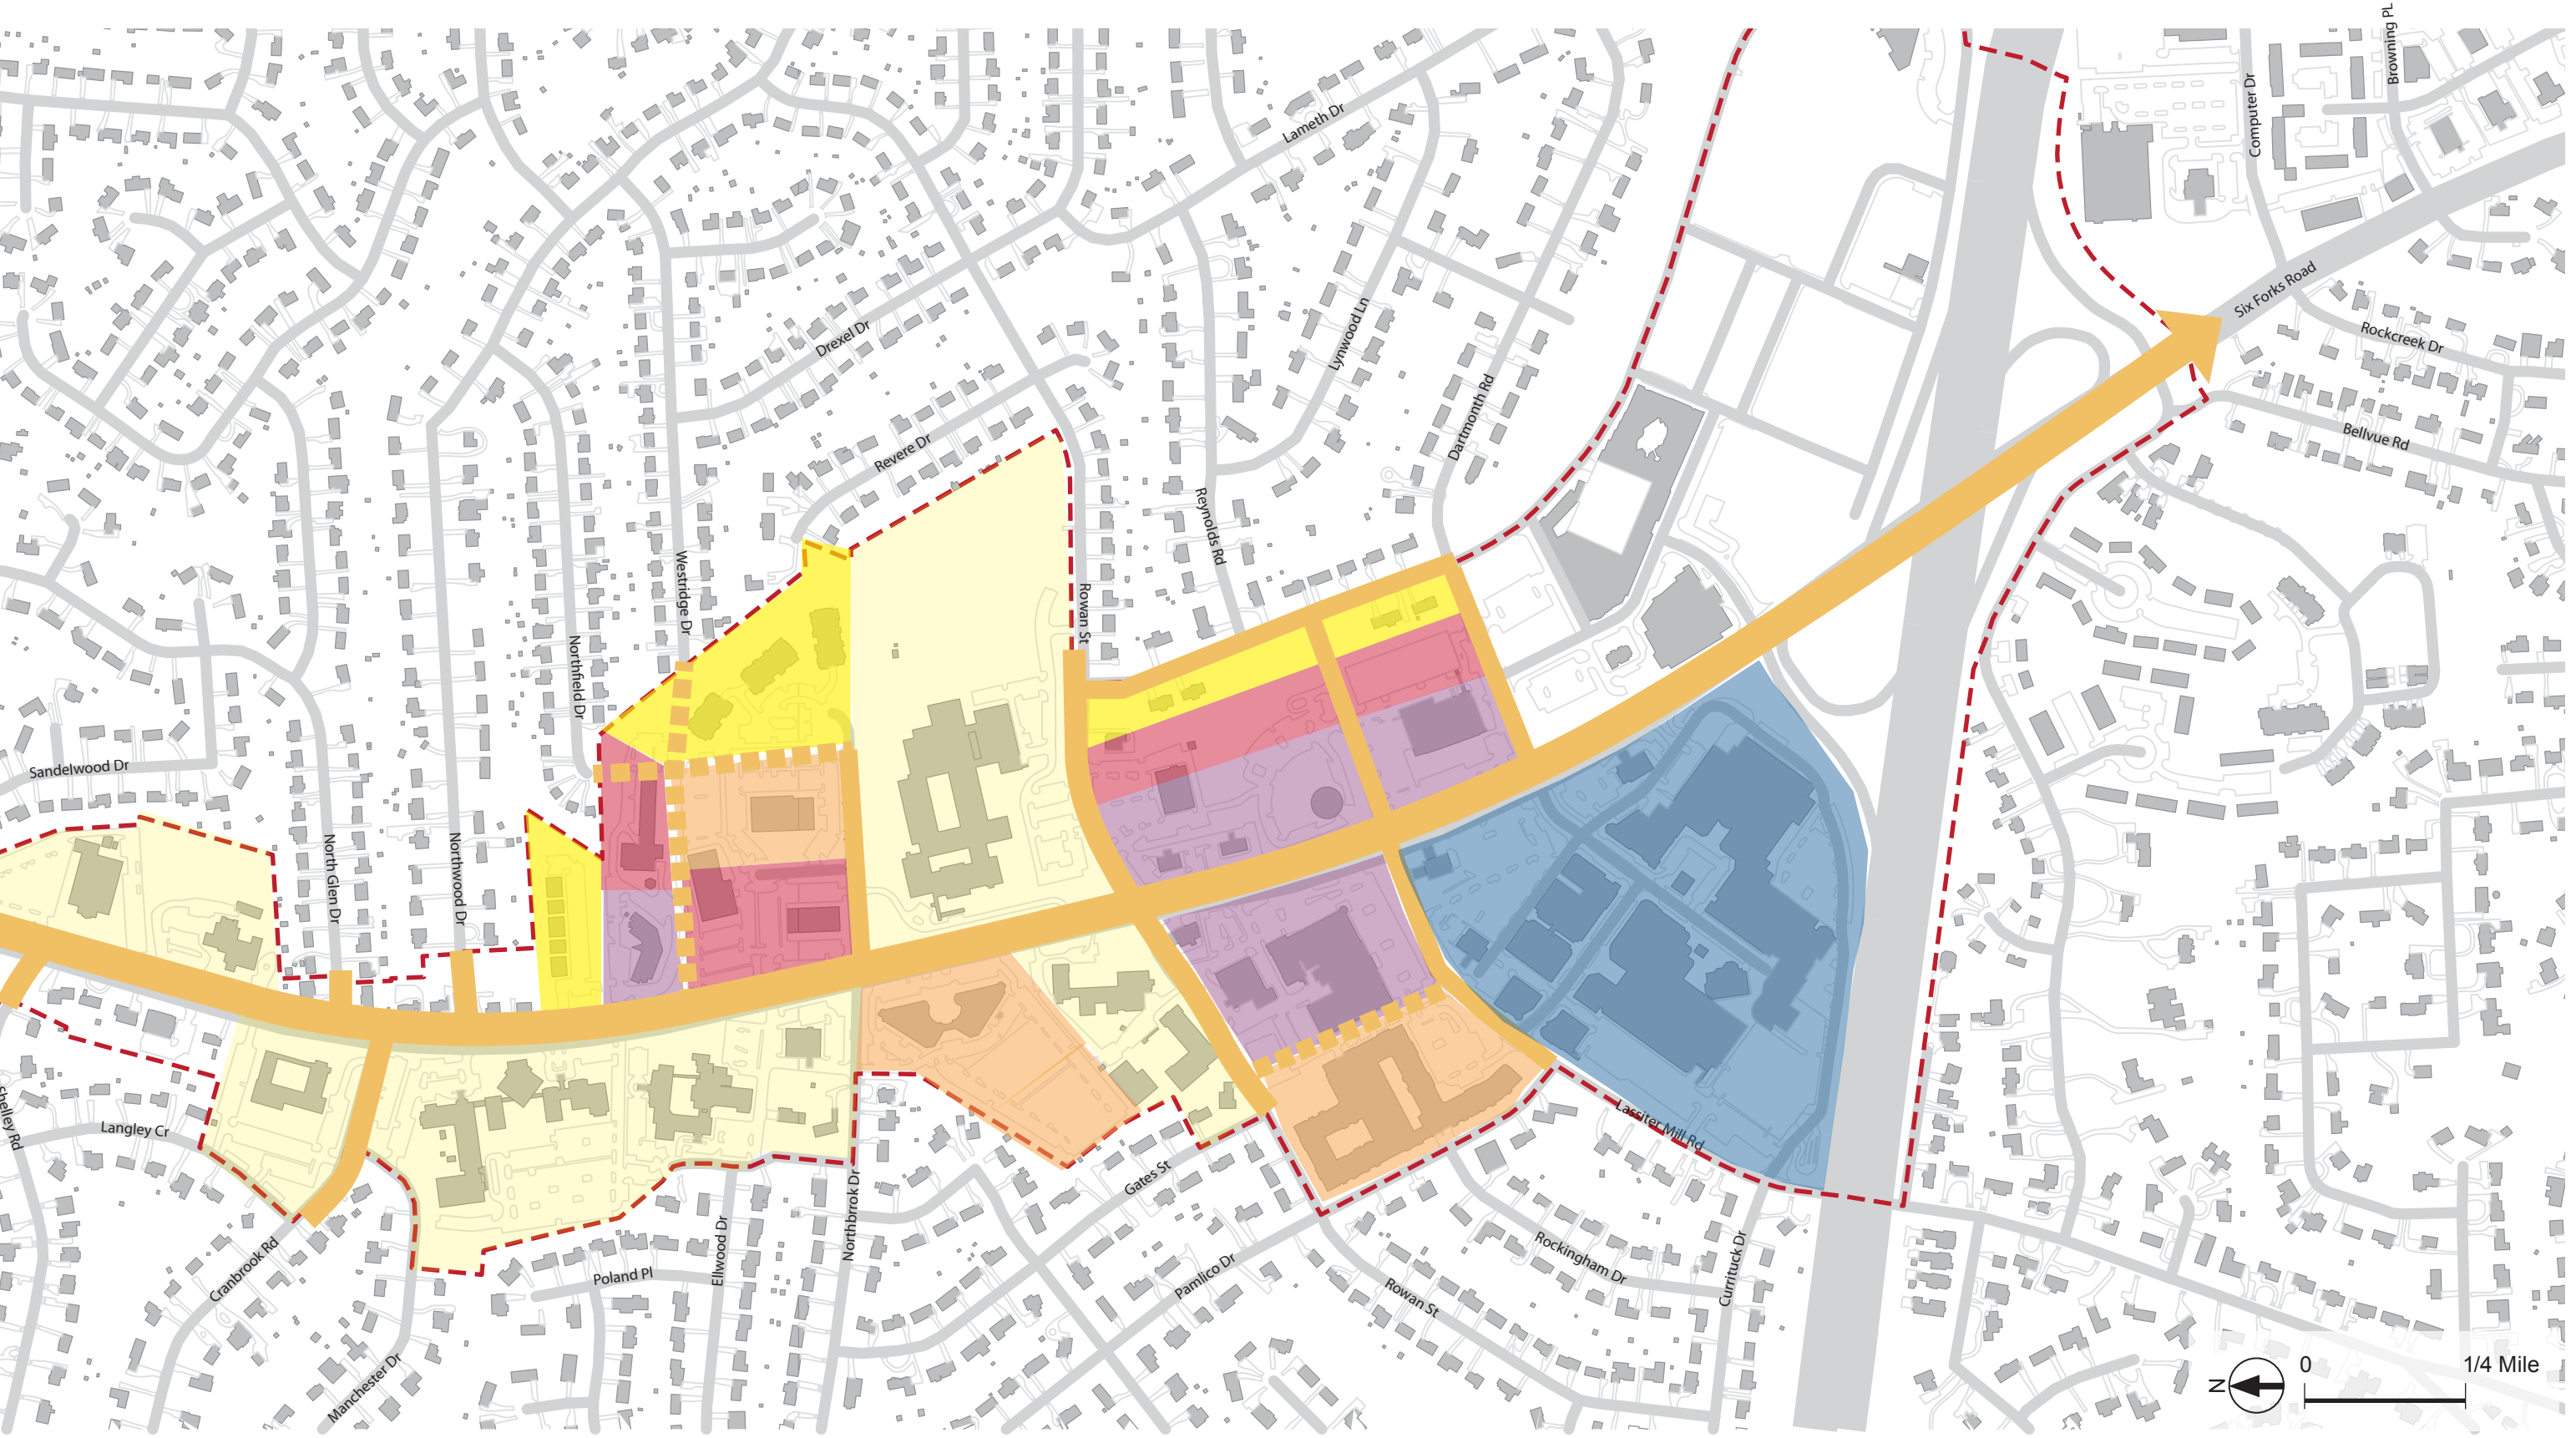 Browning PL
Computer Dr
Lameth Dr
Six Forks Road
Rockcreek Dr
Lynwood Ln
Drexel Dr
Dartmonth Rd
Bellvue Rd
Revere Dr
Reynolds Rd
Westridge Dr
Rowan St
Northfield Dr
Sandelwood Dr
North Glen Dr
Northwood Dr
Shelley Rd
Langley Cr
Lassiter Mill Rd
Gates St
Northbrrok Dr
Ellwood Dr
Cranbrook Rd
Poland Pl
Pamlico Dr
Rockingham Dr
Rowan St
Currituck Dr
Manchester Dr
N
0
1/4 Mile